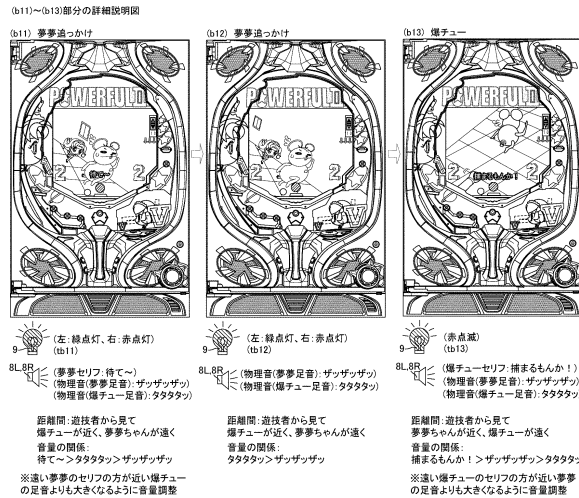 (b11)～(b13)部分の詳細説明図
(b11) 夢夢追っかけ
POWERFULⅡ
待て～
2 2
V
9
(左:緑点灯、右:赤点灯)
(tb11)
8L,8R
(夢夢セリフ:待て～)
(物理音(夢夢足音):ザッザッザッ)
(物理音(爆チュー足音):タタタタッ)
距離間:遊技者から見て
爆チューが近く、夢夢ちゃんが遠く
音量の関係:
待て～>タタタタッ>ザッザッザッ
※遠い夢夢のセリフの方が近い爆チュー
の足音よりも大きくなるように音量調整
(b12) 夢夢追っかけ
POWERFULⅡ
2 2
V
9
(左:緑点灯、右:赤点灯)
(tb12)
8L,8R
(物理音(夢夢足音):ザッザッザッ)
(物理音(爆チュー足音):タタタタッ)
距離間:遊技者から見て
爆チューが近く、夢夢ちゃんが遠く
音量の関係:
タタタタッ>ザッザッザッ
(b13) 爆チュー
POWERFULⅡ
捕まるもんか!
2 2
V
9
(赤点滅)
(tb13)
8L,8R
(爆チューセリフ:捕まるもんか!)
(物理音(夢夢足音):ザッザッザッ)
(物理音(爆チュー足音):タタタタッ)
距離間:遊技者から見て
夢夢ちゃんが近く、爆チューが遠く
音量の関係:
捕まるもんか!>ザッザッザッ>タタタタッ
※遠い爆チューのセリフの方が近い夢夢
の足音よりも大きくなるように音量調整